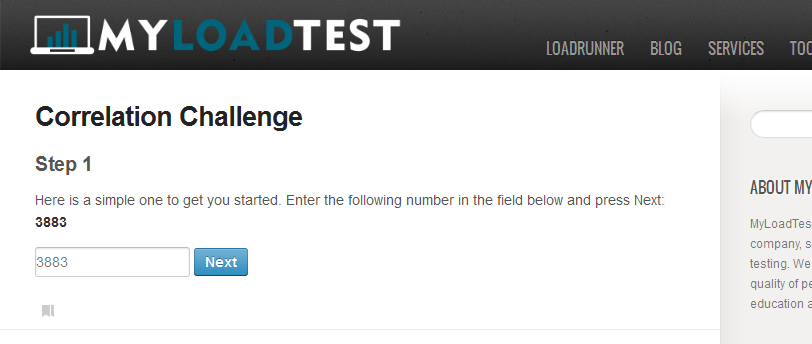 MYLOADTEST
LOADRUNNER BLOG SERVICES
Correlation Challenge
Step 1
Here is a simple one to get you started. Enter the following number in the field below and press Next:
3883
3883 Next
ABOUT MY
MyLoadTes
company, s
testing. We
quality of pe
education a